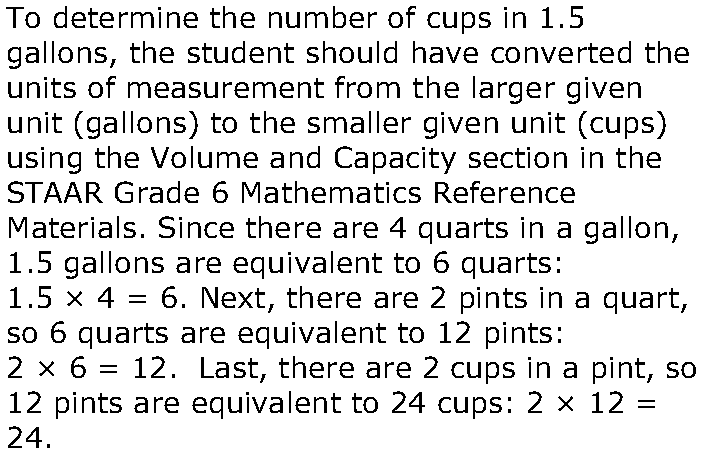 To determine the number of cups in 1.5
gallons, the student should have converted the
units of measurement from the larger given
unit (gallons) to the smaller given unit (cups)
using the Volume and Capacity section in the
STAAR Grade 6 Mathematics Reference
Materials. Since there are 4 quarts in a gallon,
1.5 gallons are equivalent to 6 quarts:
1.5 × 4 = 6. Next, there are 2 pints in a quart,
so 6 quarts are equivalent to 12 pints:
2 × 6 = 12.  Last, there are 2 cups in a pint, so
12 pints are equivalent to 24 cups: 2 × 12 =
24.